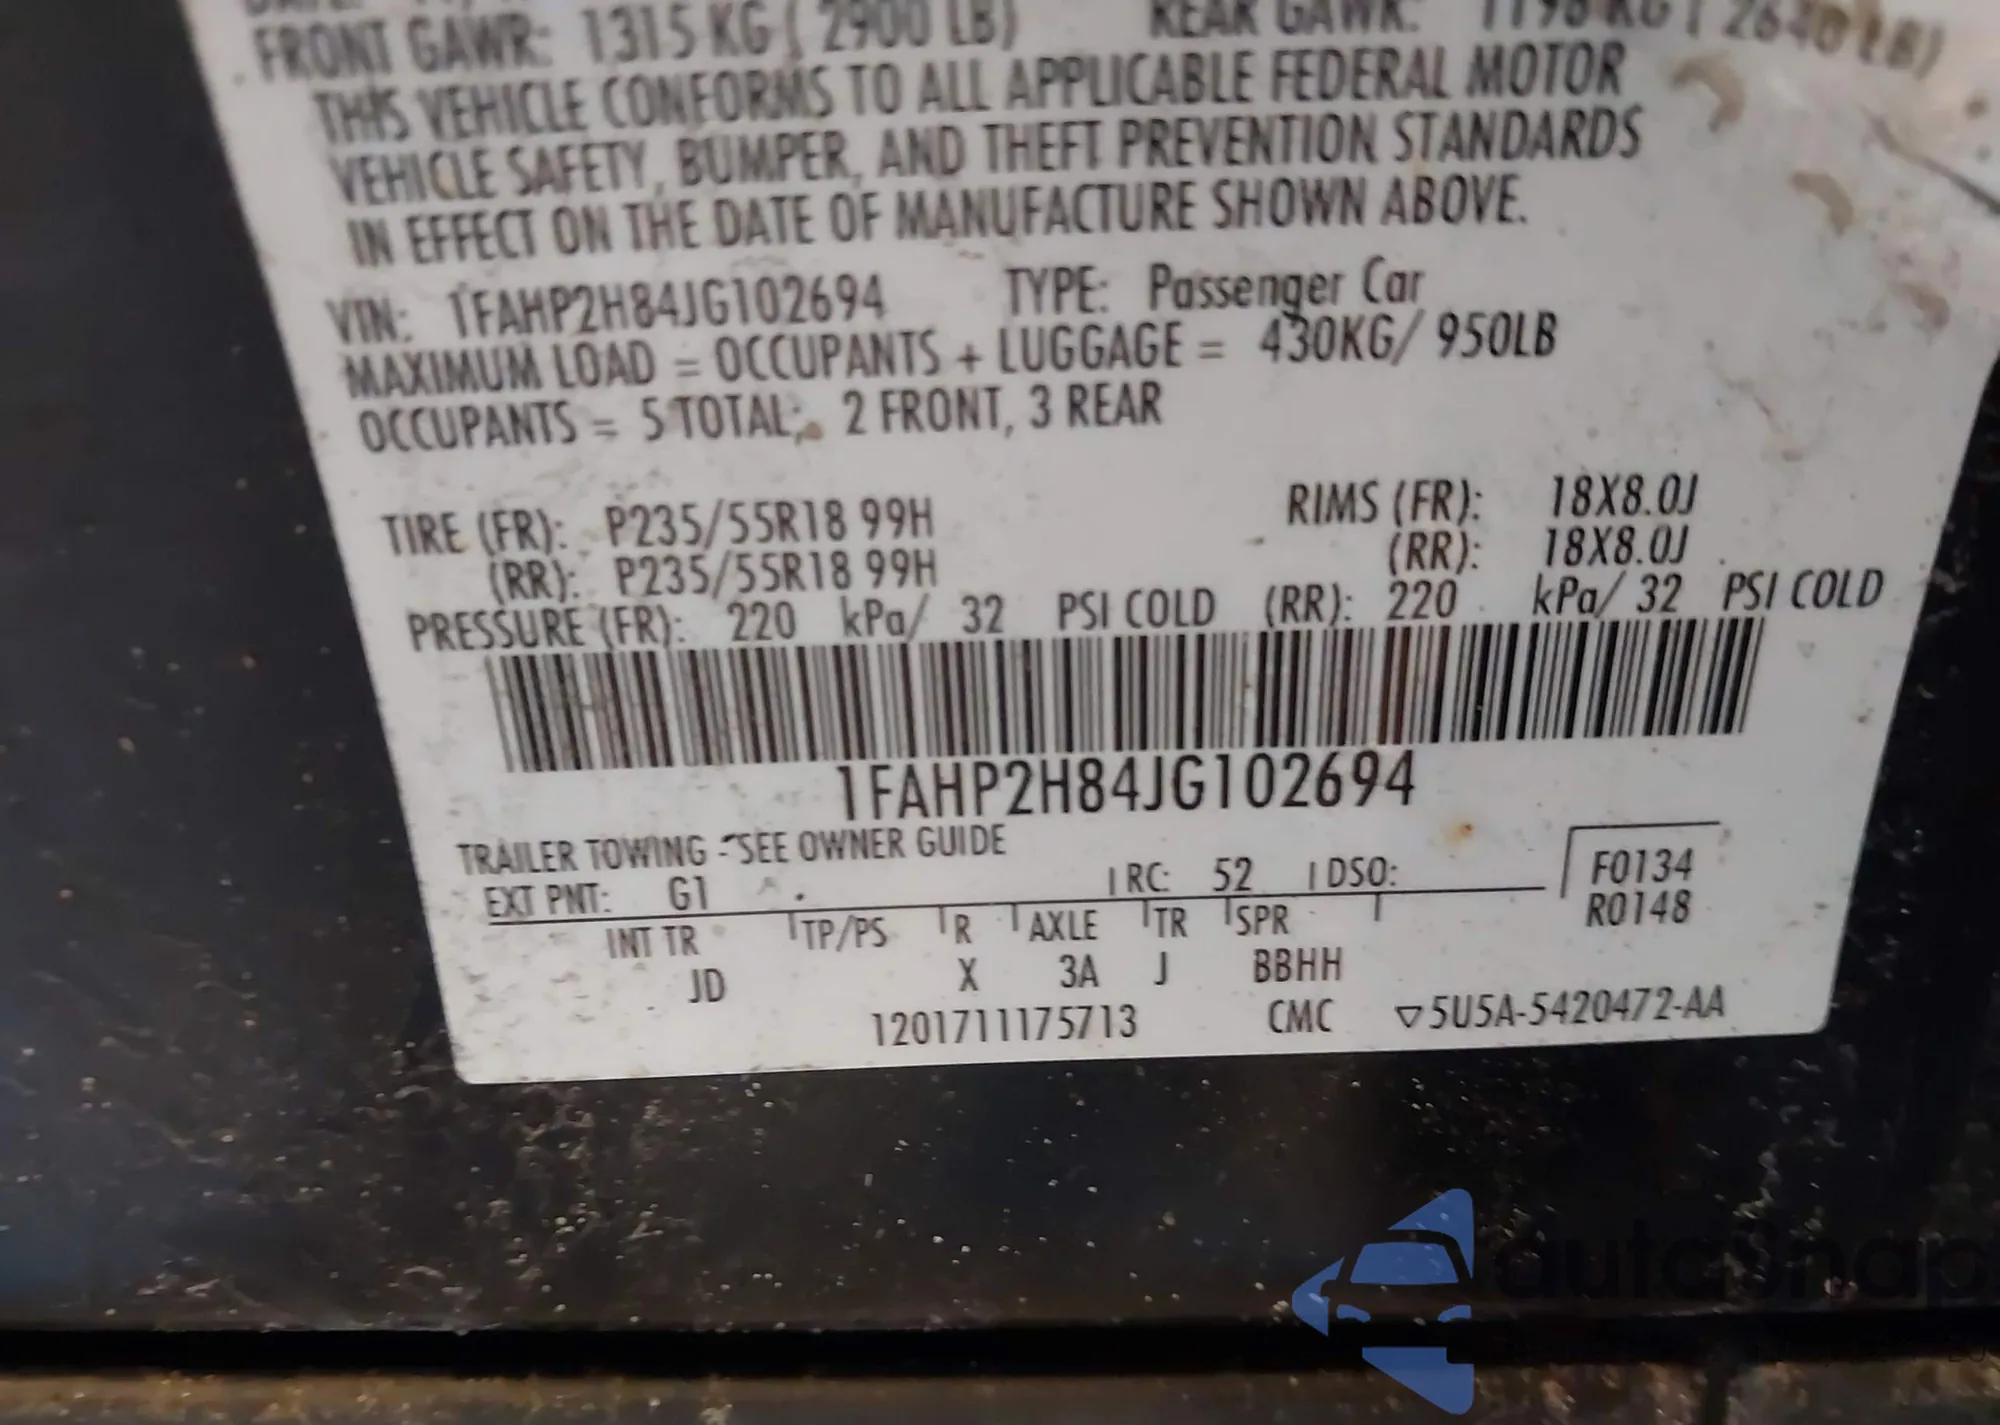 FRONT GAWR: 1315 KG ( 2900 LB) REAR GAWR: 1198 KG ( 2640 LB)
THIS VEHICLE CONFORMS TO ALL APPLICABLE FEDERAL MOTOR
VEHICLE SAFETY, BUMPER, AND THEFT PREVENTION STANDARDS
IN EFFECT ON THE DATE OF MANUFACTURE SHOWN ABOVE.
VIN: 1FAHP2H84JG102694 TYPE: Passenger Car
MAXIMUM LOAD = OCCUPANTS + LUGGAGE = 430KG/ 950LB
OCCUPANTS = 5 TOTAL; 2 FRONT, 3 REAR
TIRE (FR): P235/55R18 99H RIMS (FR): 18X8.0J
(RR): P235/55R18 99H (RR): 18X8.0J
PRESSURE (FR): 220 kPa/ 32 PSI COLD (RR): 220 kPa/ 32 PSI COLD
1FAHP2H84JG102694
TRAILER TOWING - SEE OWNER GUIDE
EXT PNT: G1 RC: 52 DSO: F0134
R0148
INT TR TP/PS R AXLE TR SPR
JD X 3A J BBHH
1201711175713 CMC ▽5U5A-5420472-AA
autoSnap